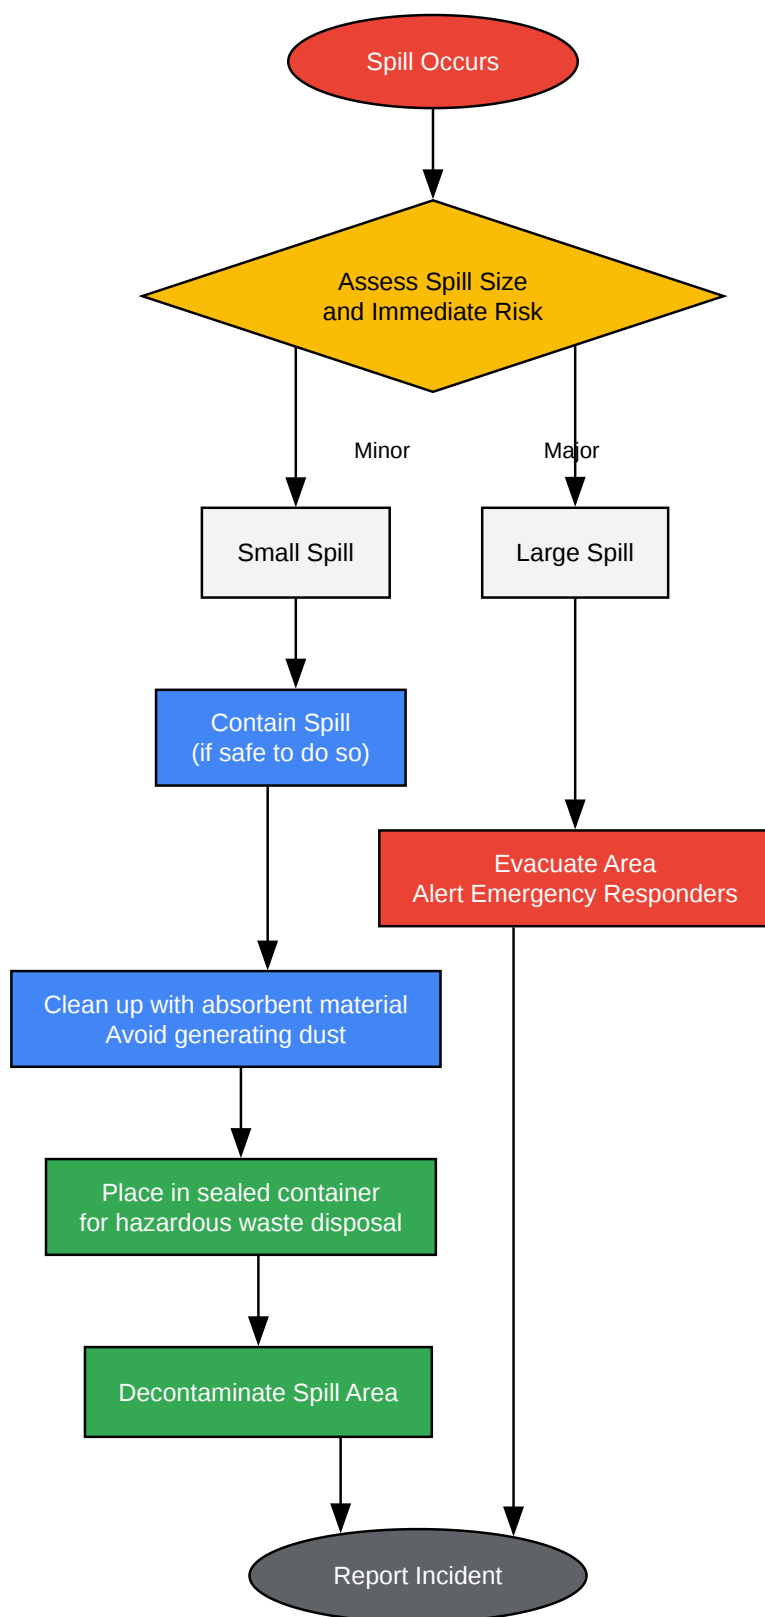 Spill Occurs
Assess Spill Size
and Immediate Risk
Minor
Major
Small Spill
Large Spill
Contain Spill
(if safe to do so)
Evacuate Area
Alert Emergency Responders
Clean up with absorbent material
Avoid generating dust
Place in sealed container
for hazardous waste disposal
Decontaminate Spill Area
Report Incident